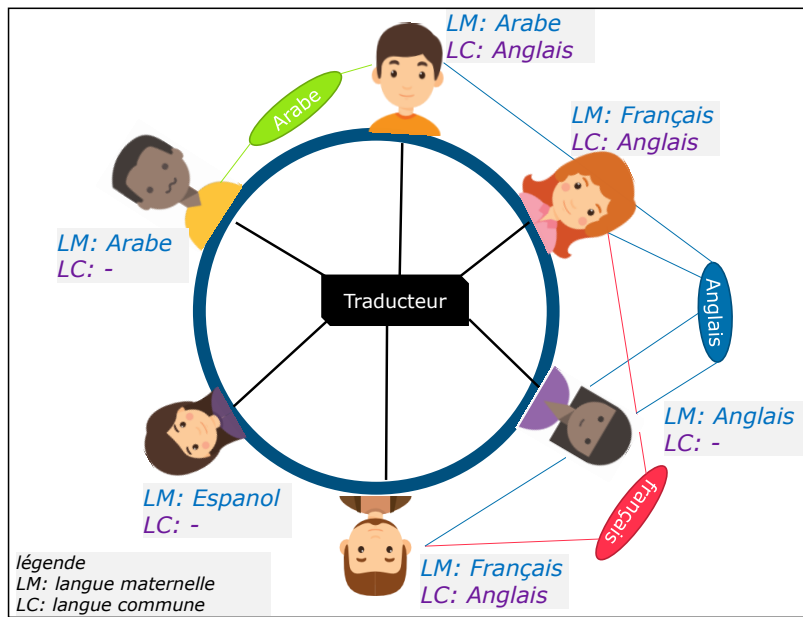 LM: Arabe
LC: Anglais
Arabe
LM: Français
LC: Anglais
LM: Arabe
LC: -
Traducteur
Anglais
LM: Anglais
LC: -
LM: Espanol
LC: -
français
LM: Français
LC: Anglais
légende
LM: langue maternelle
LC: langue commune